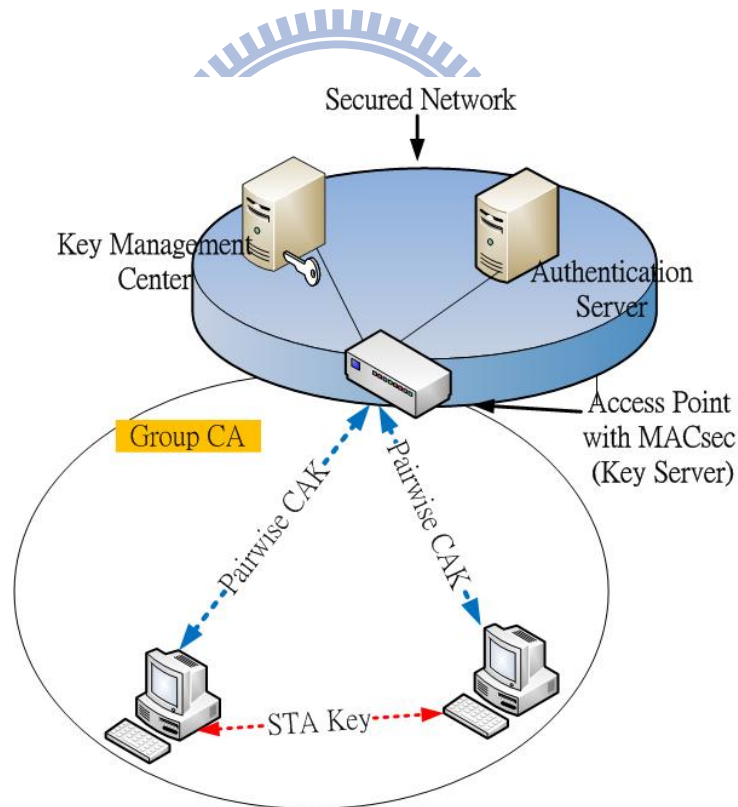 Secured Network
Key Management
Center
Authentication
Server
Access Point
with MACsec
(Key Server)
Group CA
Pairwise CAK
Pairwise CAK
STA Key